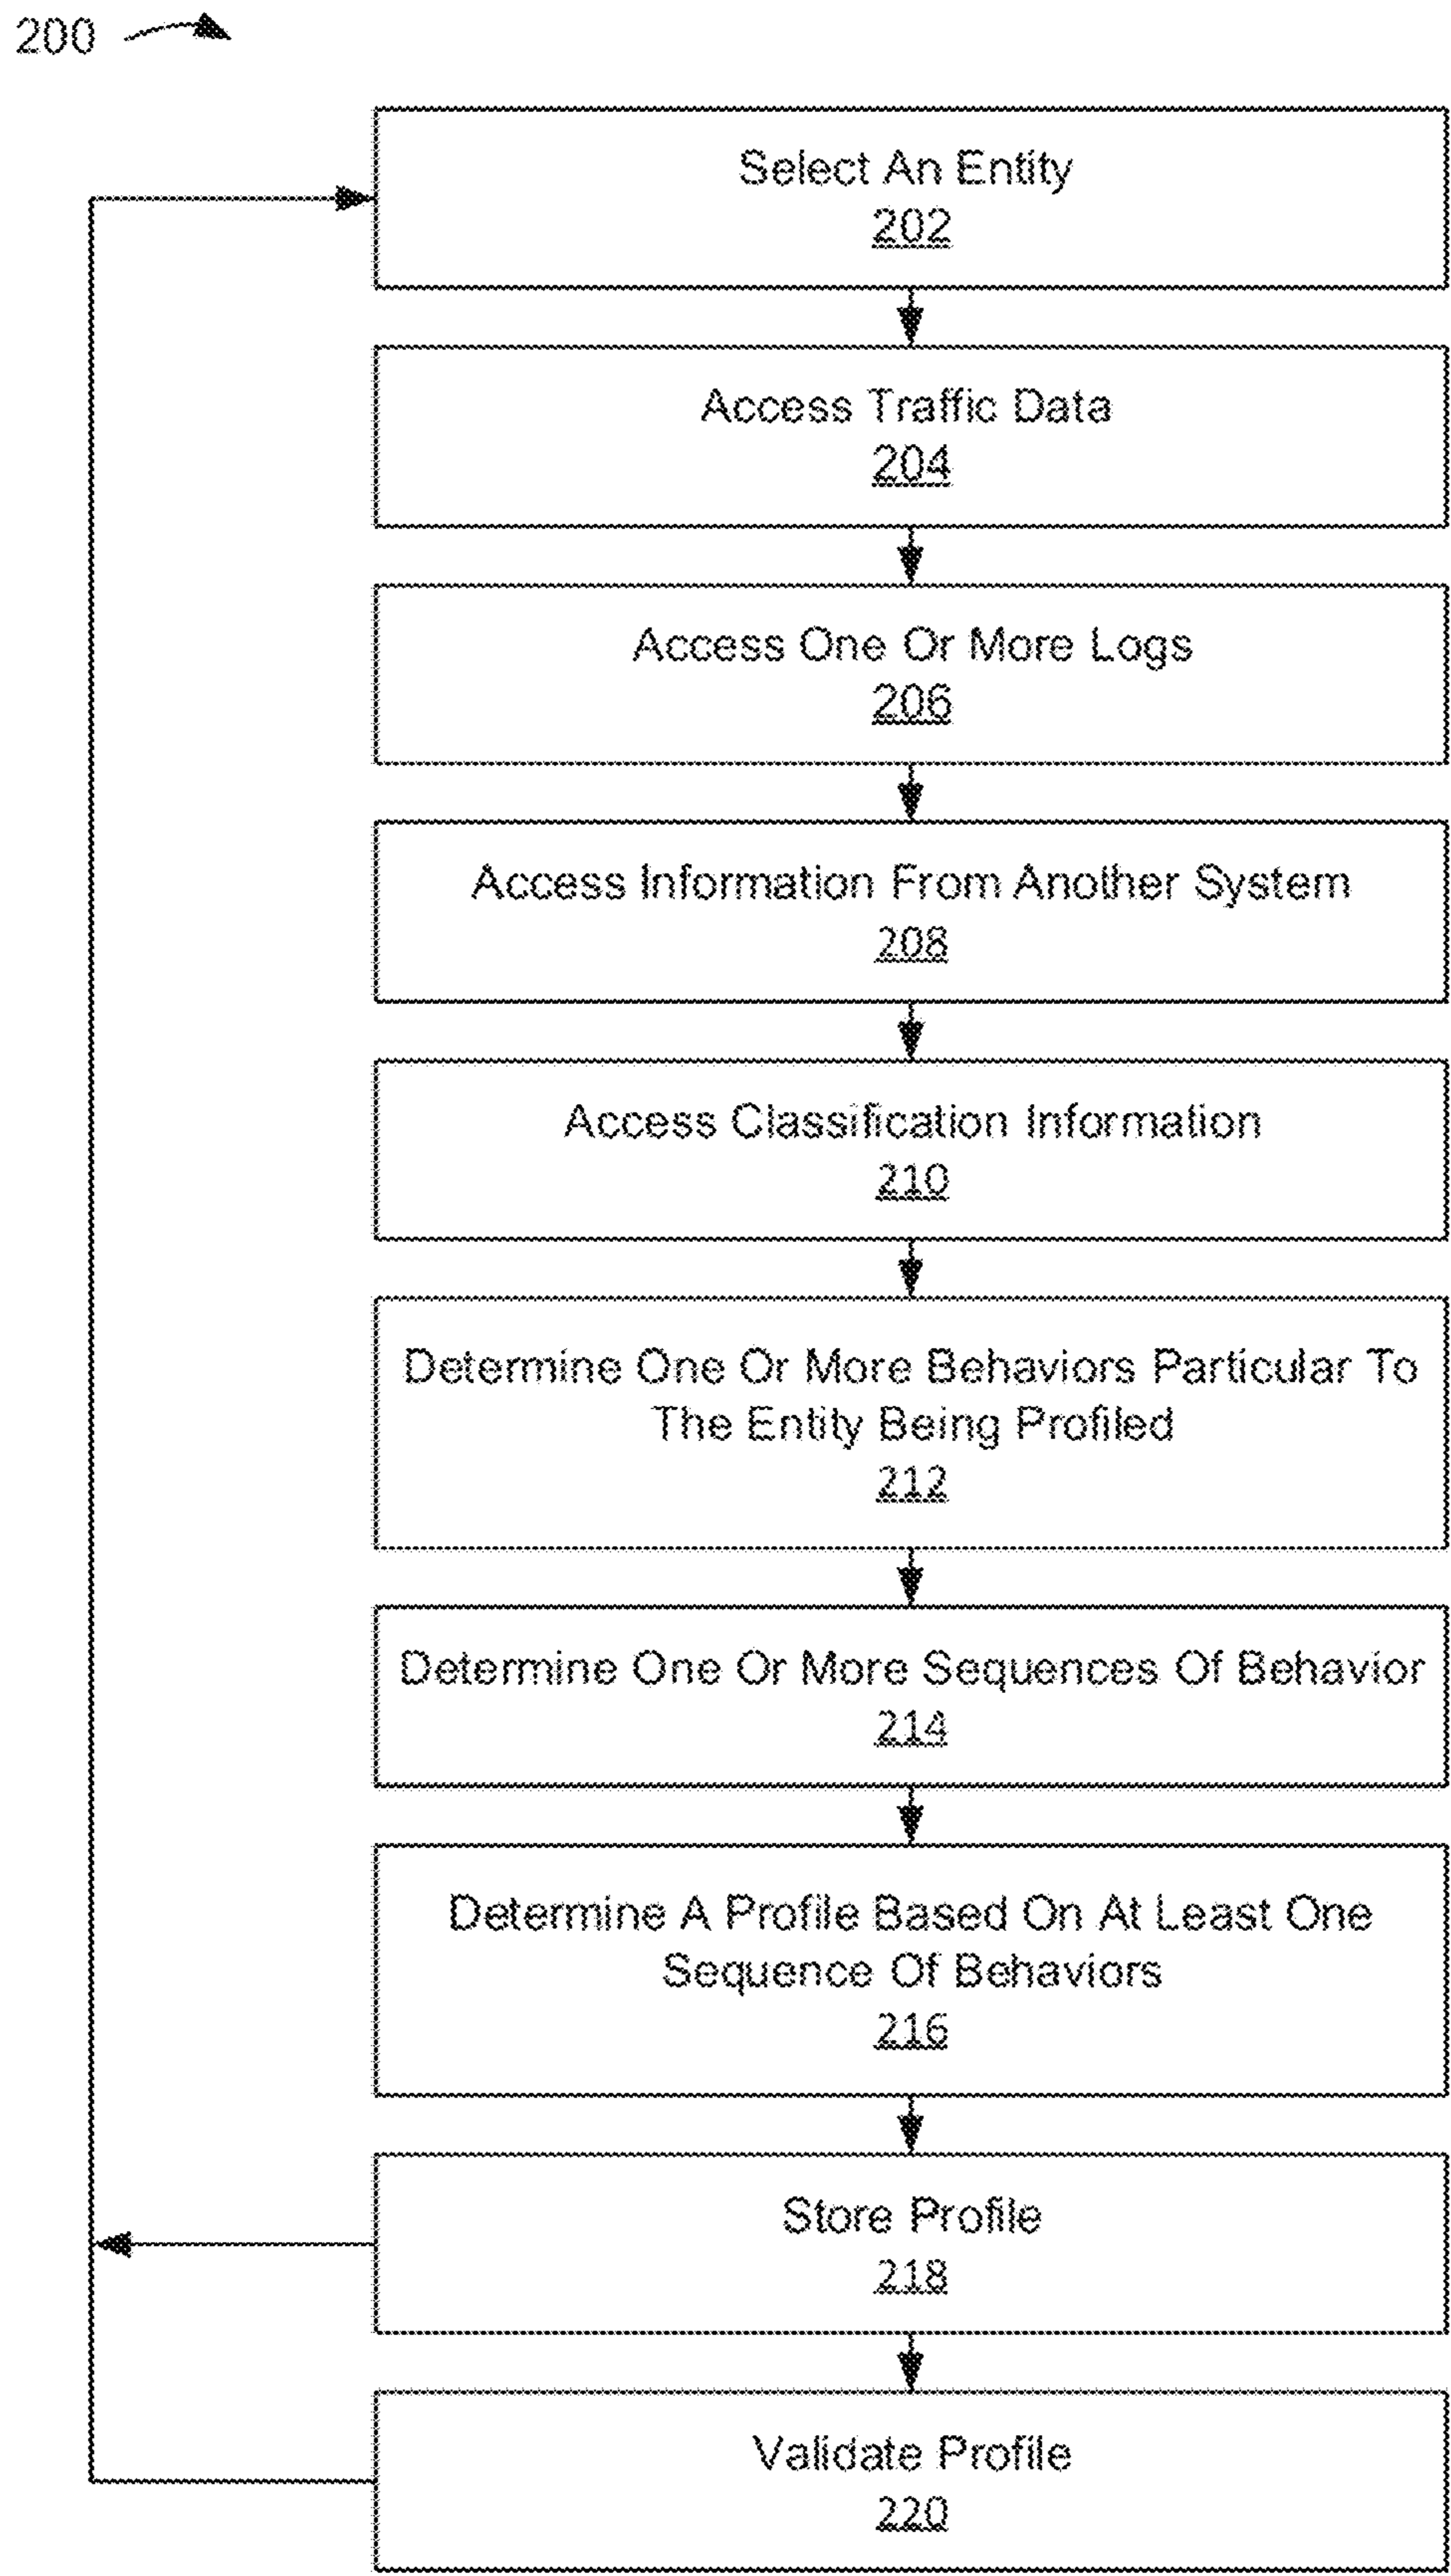 200
Select An Entity
202
Access Traffic Data
204
Access One Or More Logs
206
Access Information From Another System
208
Access Classification Information
210
Determine One Or More Behaviors Particular To
The Entity Being Profiled
212
Determine One Or More Sequences Of Behavior
214
Determine A Profile Based On At Least One
Sequence Of Behaviors
216
Store Profile
218
Validate Profile
220